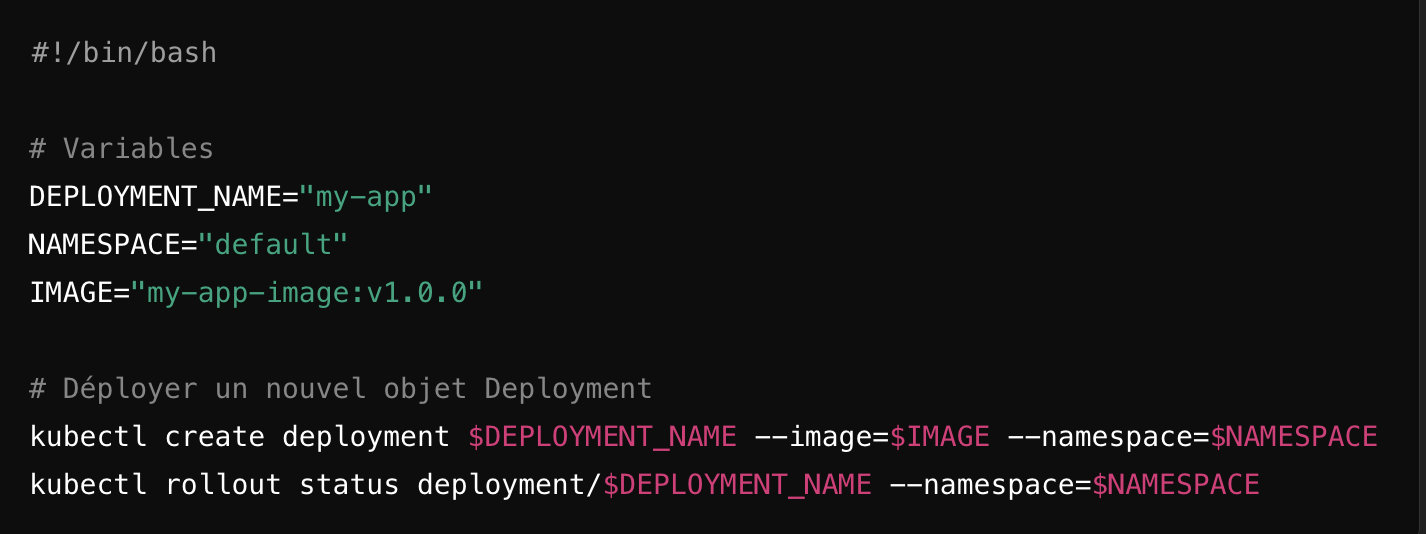 #!/bin/bash
# Variables
DEPLOYMENT_NAME="my-app"
NAMESPACE="default"
IMAGE="my-app-image:v1.0.0"
# Déployer un nouvel objet Deployment
kubectl create deployment $DEPLOYMENT_NAME --image=$IMAGE --namespace=$NAMESPACE
kubectl rollout status deployment/$DEPLOYMENT_NAME --namespace=$NAMESPACE